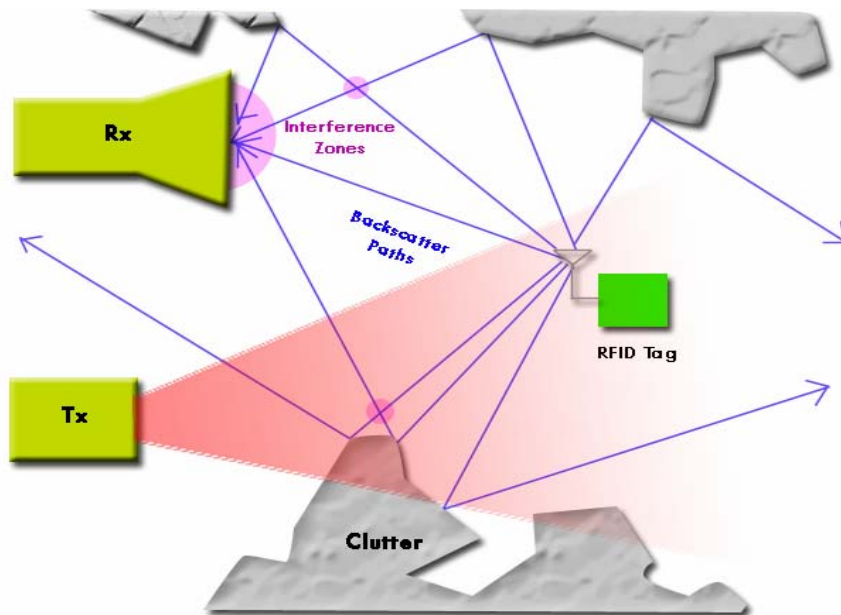 Rx
Interference
Zones
Backscatter
Paths
RFID Tag
Tx
Clutter